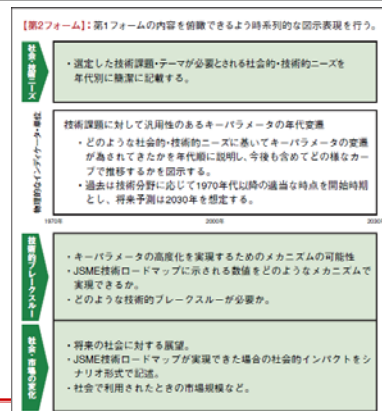 【第2フォーム】：第1フォームの内容を俯瞰できるよう時系列的な図示表現を行う。
社会・技術ニーズ
・選定した技術課題・テーマが必要とされる社会的・技術的ニーズを
年代別に簡潔に記載する。
物理的なインディケータ・単位
技術課題に対して汎用性のあるキーパラメータの年代変遷
・どのような社会的・技術的ニーズに基いてキーパラメータの変遷
が為されてきたかを年代順に説明し、今後も含めてどの様なカー
ブで推移するかを図示する。
・過去は技術分野に応じて1970年代以降の適当な時点を開始時期
とし、将来予測は2030年を想定する。
1970年 2000年 2030
技術的ブレークスルー
・キーパラメータの高度化を実現するためのメカニズムの可能性
・JSME技術ロードマップに示される数値をどのようなメカニズムで
実現できるか。
・どのような技術的ブレークスルーが必要か。
社会・市場の変化
・将来の社会に対する展望。
・JSME技術ロードマップが実現できた場合の社会的インパクトをシ
ナリオ形式で記述。
・社会で利用されたときの市場規模など。